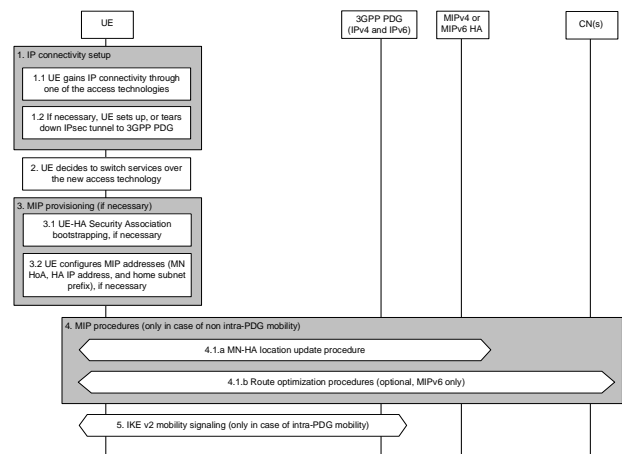 UE
3GPP PDG
(IPv4 and IPv6)
MIPv4 or
MIPv6 HA
CN(s)
1. IP connectivity setup
1.1 UE gains IP connectivity through
one of the access technologies
1.2 If necessary, UE sets up, or tears
down IPsec tunnel to 3GPP PDG
2. UE decides to switch services over
the new access technology
3. MIP provisioning (if necessary)
3.1 UE-HA Security Association
bootstrapping, if necessary
3.2 UE configures MIP addresses (MN
HoA, HA IP address, and home subnet
prefix), if necessary
4. MIP procedures (only in case of non intra-PDG mobility)
4.1.a MN-HA location update procedure
4.1.b Route optimization procedures (optional, MIPv6 only)
5. IKE v2 mobility signaling (only in case of intra-PDG mobility)